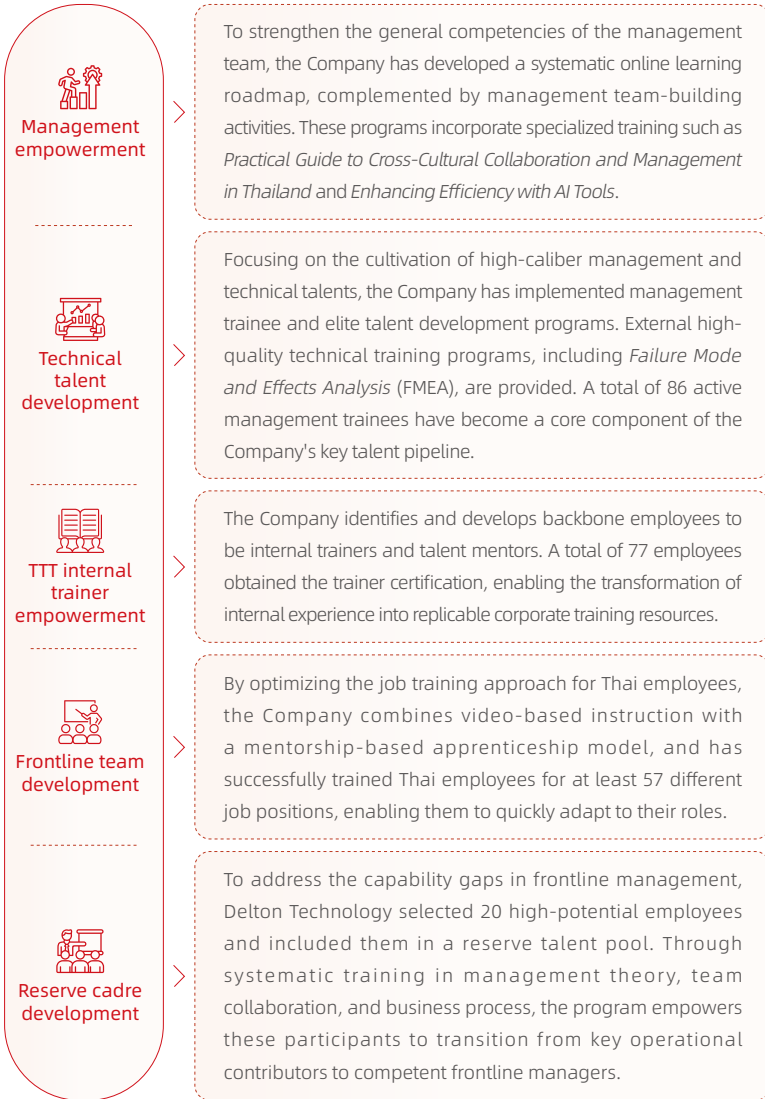 Management
empowerment
To strengthen the general competencies of the management
team, the Company has developed a systematic online learning
roadmap, complemented by management team-building
activities. These programs incorporate specialized training such as
Practical Guide to Cross-Cultural Collaboration and Management
in Thailand and Enhancing Efficiency with AI Tools.
Technical
talent
development
Focusing on the cultivation of high-caliber management and
technical talents, the Company has implemented management
trainee and elite talent development programs. External high-
quality technical training programs, including Failure Mode
and Effects Analysis (FMEA), are provided. A total of 86 active
management trainees have become a core component of the
Company's key talent pipeline.
TTT internal
trainer
empowerment
The Company identifies and develops backbone employees to
be internal trainers and talent mentors. A total of 77 employees
obtained the trainer certification, enabling the transformation of
internal experience into replicable corporate training resources.
Frontline team
development
By optimizing the job training approach for Thai employees,
the Company combines video-based instruction with
a mentorship-based apprenticeship model, and has
successfully trained Thai employees for at least 57 different
job positions, enabling them to quickly adapt to their roles.
Reserve cadre
development
To address the capability gaps in frontline management,
Delton Technology selected 20 high-potential employees
and included them in a reserve talent pool. Through
systematic training in management theory, team
collaboration, and business process, the program empowers
these participants to transition from key operational
contributors to competent frontline managers.